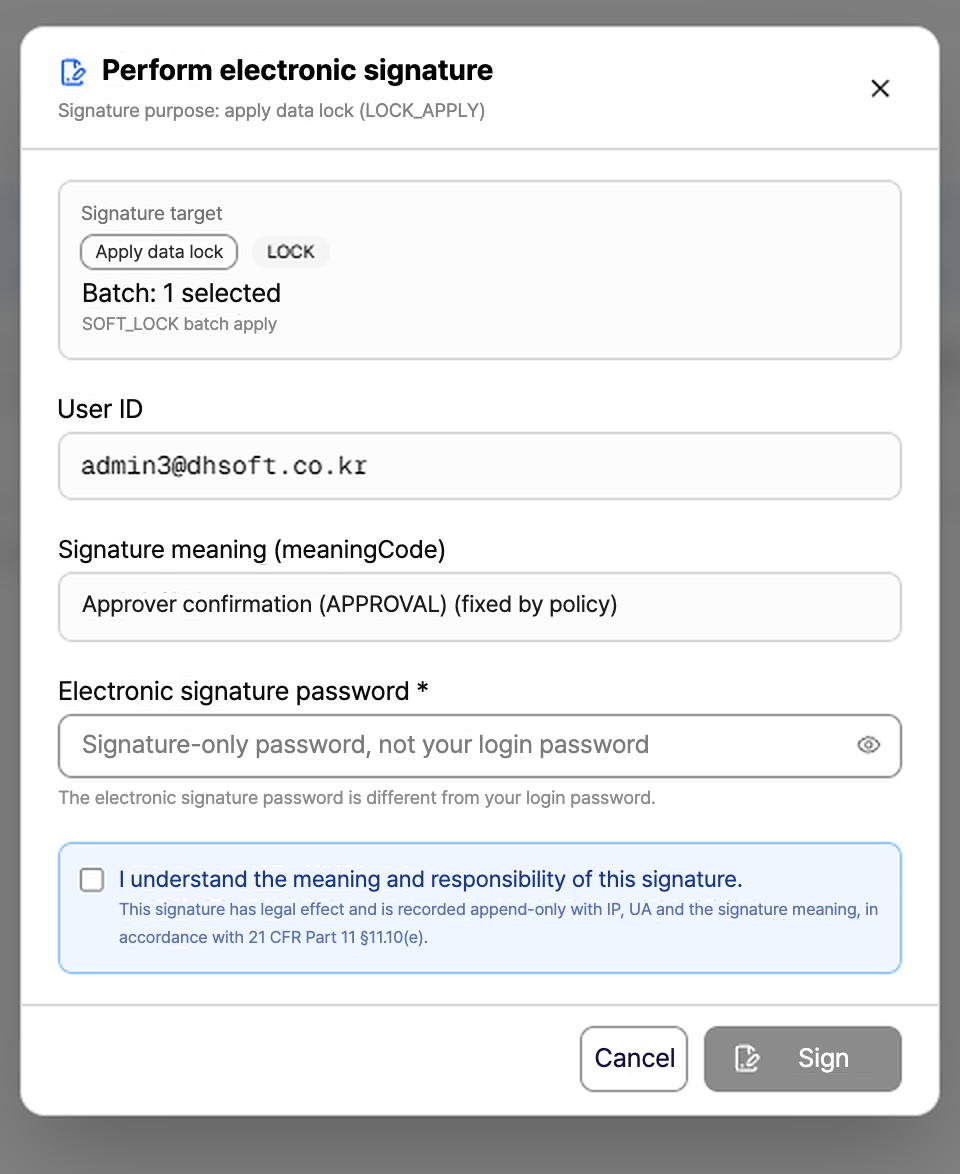 Perform electronic signature
Signature purpose: apply data lock (LOCK_APPLY)
Signature target
Apply data lock LOCK
Batch: 1 selected
SOFT_LOCK batch apply
User ID
admin3@dhsoft.co.kr
Signature meaning (meaningCode)
Approver confirmation (APPROVAL) (fixed by policy)
Electronic signature password *
Signature-only password, not your login password
The electronic signature password is different from your login password.
I understand the meaning and responsibility of this signature.
This signature has legal effect and is recorded append-only with IP, UA and the signature meaning, in
accordance with 21 CFR Part 11 §11.10(e).
Cancel Sign